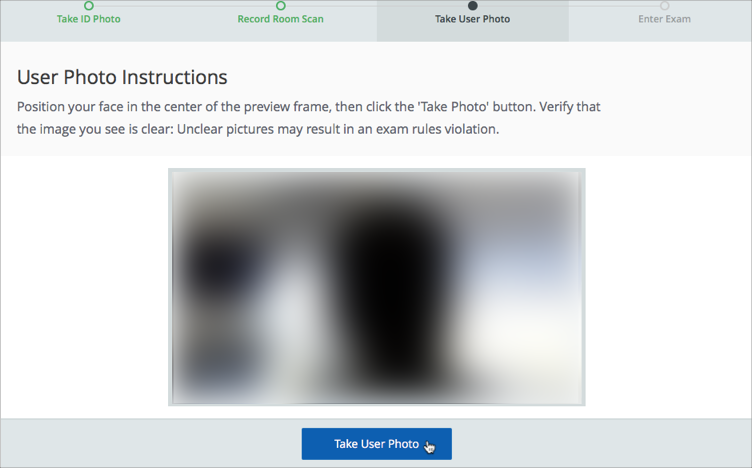 Take ID Photo
Record Room Scan
Take User Photo
Enter Exam
User Photo Instructions
Position your face in the center of the preview frame, then click the 'Take Photo' button. Verify that
the image you see is clear: Unclear pictures may result in an exam rules violation.
Take User Photo